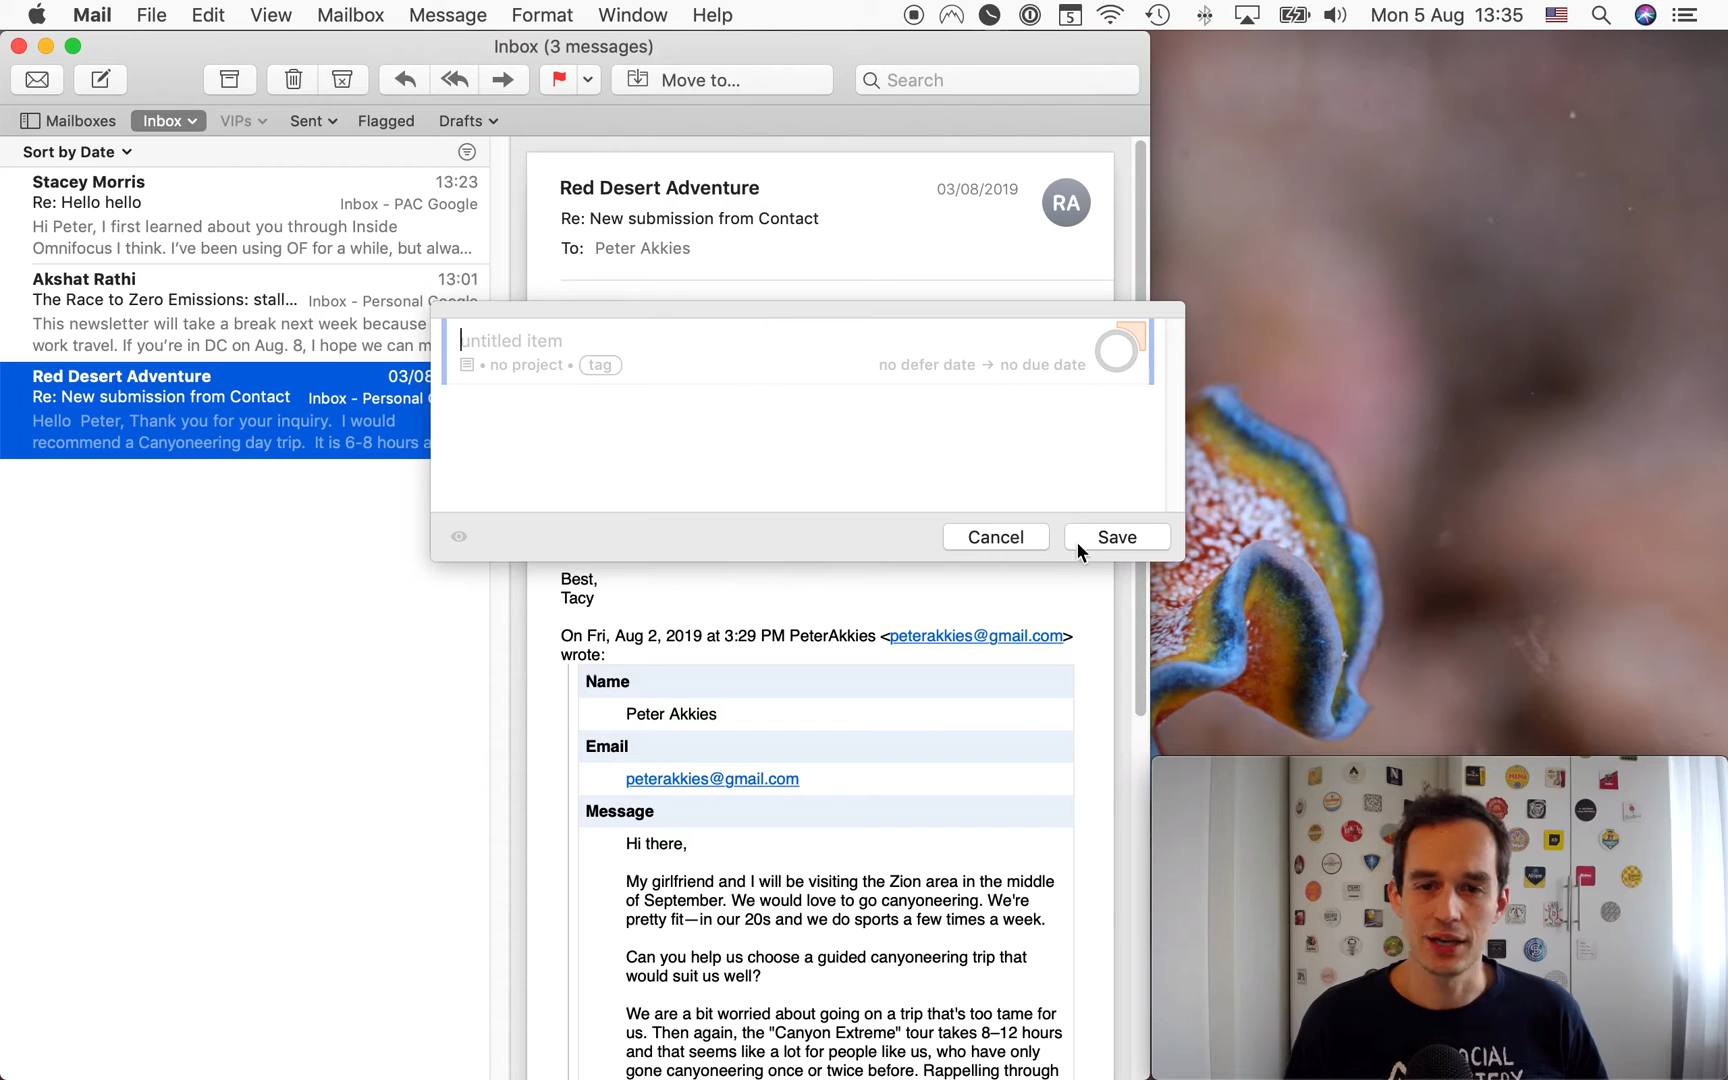 Mail File Edit View Mailbox Message Format Window Help
5 Mon 5 Aug 13:35
Inbox (3 messages)
Move to...
Search
Mailboxes Inbox VIPs Sent Flagged Drafts
Sort by Date
Stacey Morris 13:23
Re: Hello hello Inbox - PAC Google
Hi Peter, I first learned about you through Inside
Omnifocus I think. I've been using OF for a while, but alwa...
Akshat Rathi 13:01
The Race to Zero Emissions: stall... Inbox - Personal Google
This newsletter will take a break next week because
work travel. If you're in DC on Aug. 8, I hope we can m
Red Desert Adventure 03/08
Re: New submission from Contact Inbox - Personal
Hello Peter, Thank you for your inquiry. I would
recommend a Canyoneering day trip. It is 6-8 hours a
Red Desert Adventure 03/08/2019
RA
Re: New submission from Contact
To: Peter Akkies
untitled item
• no project • tag no defer date → no due date
Cancel Save
Best,
Tacy
On Fri, Aug 2, 2019 at 3:29 PM PeterAkkies <peterakkies@gmail.com>
wrote:
Name
Peter Akkies
Email
peterakkies@gmail.com
Message
Hi there,
My girlfriend and I will be visiting the Zion area in the middle
of September. We would love to go canyoneering. We're
pretty fit—in our 20s and we do sports a few times a week.
Can you help us choose a guided canyoneering trip that
would suit us well?
We are a bit worried about going on a trip that's too tame for
us. Then again, the "Canyon Extreme" tour takes 8–12 hours
and that seems like a lot for people like us, who have only
gone canyoneering once or twice before. Rappelling through